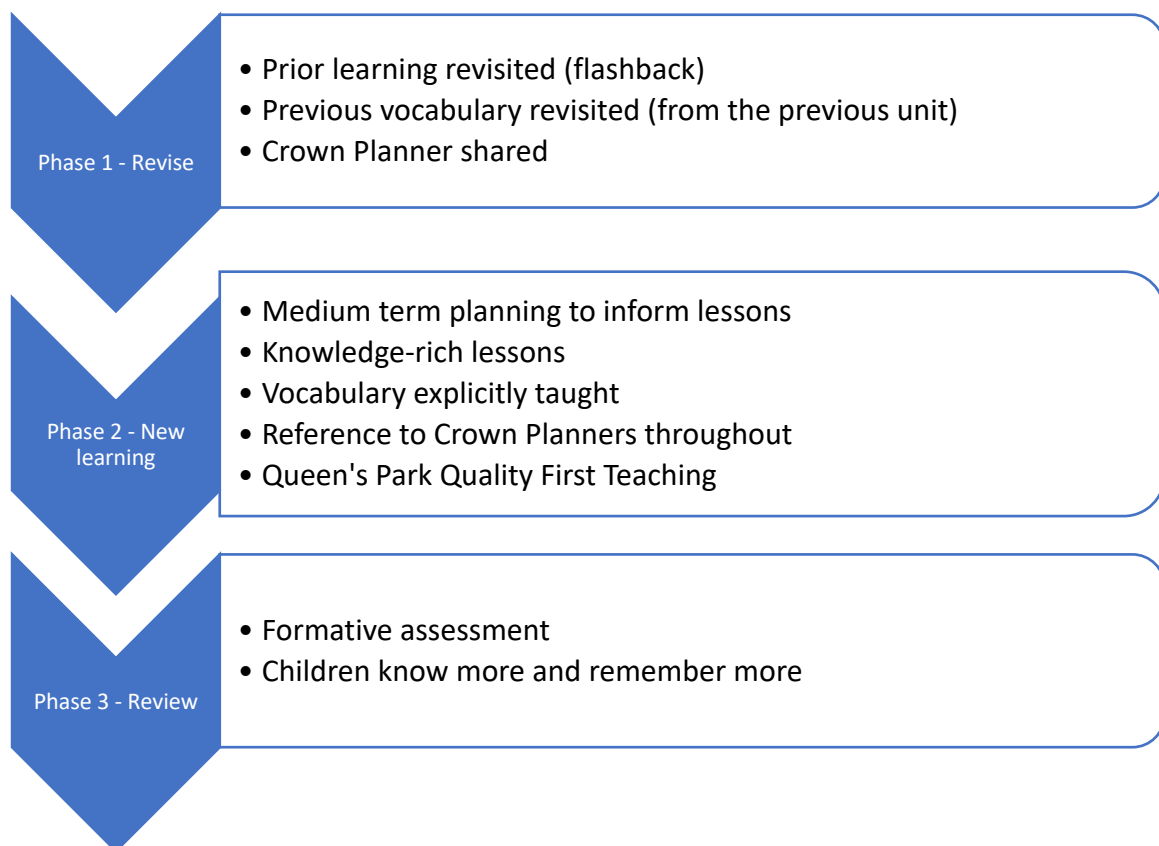 Phase 1 - Revise
• Prior learning revisited (flashback)
• Previous vocabulary revisited (from the previous unit)
• Crown Planner shared
Phase 2 - New
learning
• Medium term planning to inform lessons
• Knowledge-rich lessons
• Vocabulary explicitly taught
• Reference to Crown Planners throughout
• Queen's Park Quality First Teaching
Phase 3 - Review
• Formative assessment
• Children know more and remember more